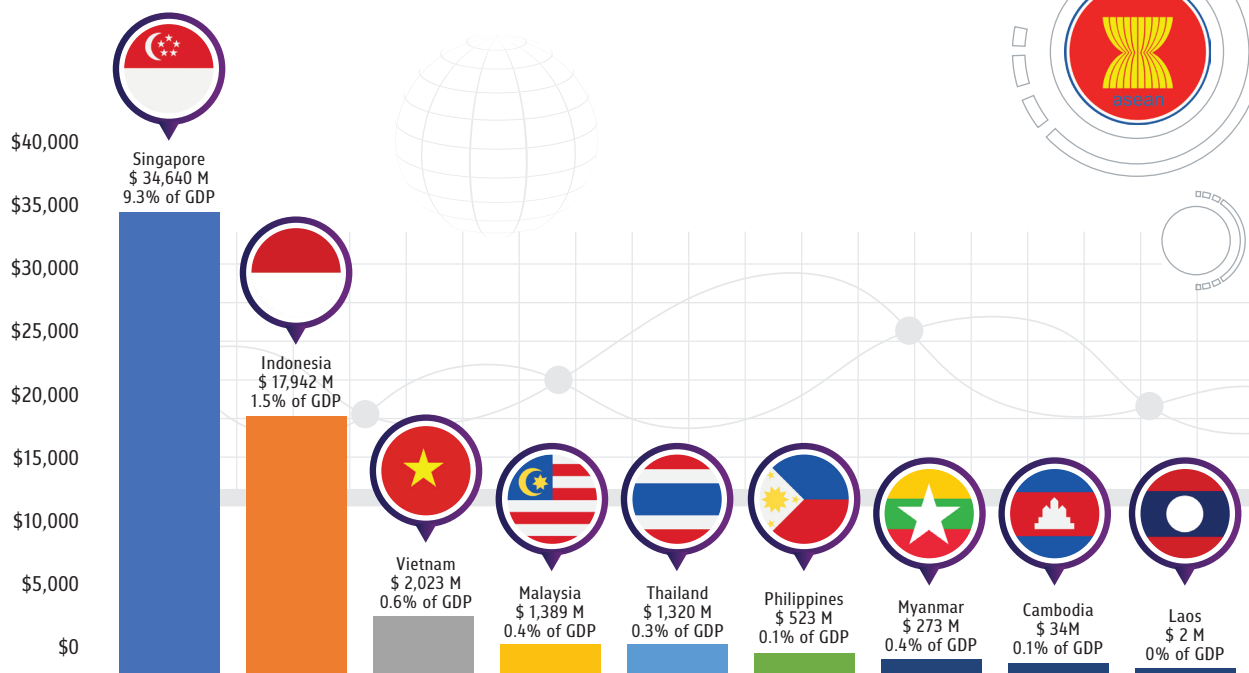 asean
$40,000
$35,000
$30,000
$25,000
$20,000
$15,000
$10,000
$5,000
$0
Singapore
$ 34,640 M
9.3% of GDP
Indonesia
$ 17,942 M
1.5% of GDP
Vietnam
$ 2,023 M
0.6% of GDP
Malaysia
$ 1,389 M
0.4% of GDP
Thailand
$ 1,320 M
0.3% of GDP
Philippines
$ 523 M
0.1% of GDP
Myanmar
$ 273 M
0.4% of GDP
Cambodia
$ 34M
0.1% of GDP
Laos
$ 2 M
0% of GDP